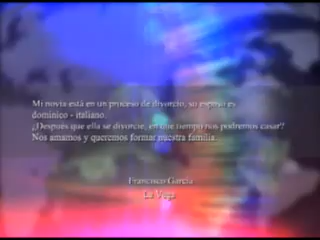 Mi novia está en un proceso de divorcio, su esposo es
dominico - italiano.
¿Después que ella se divorcie, en que tiempo nos podremos casar?
Nos amamos y queremos formar nuestra familia.
Francisco García
La Vega